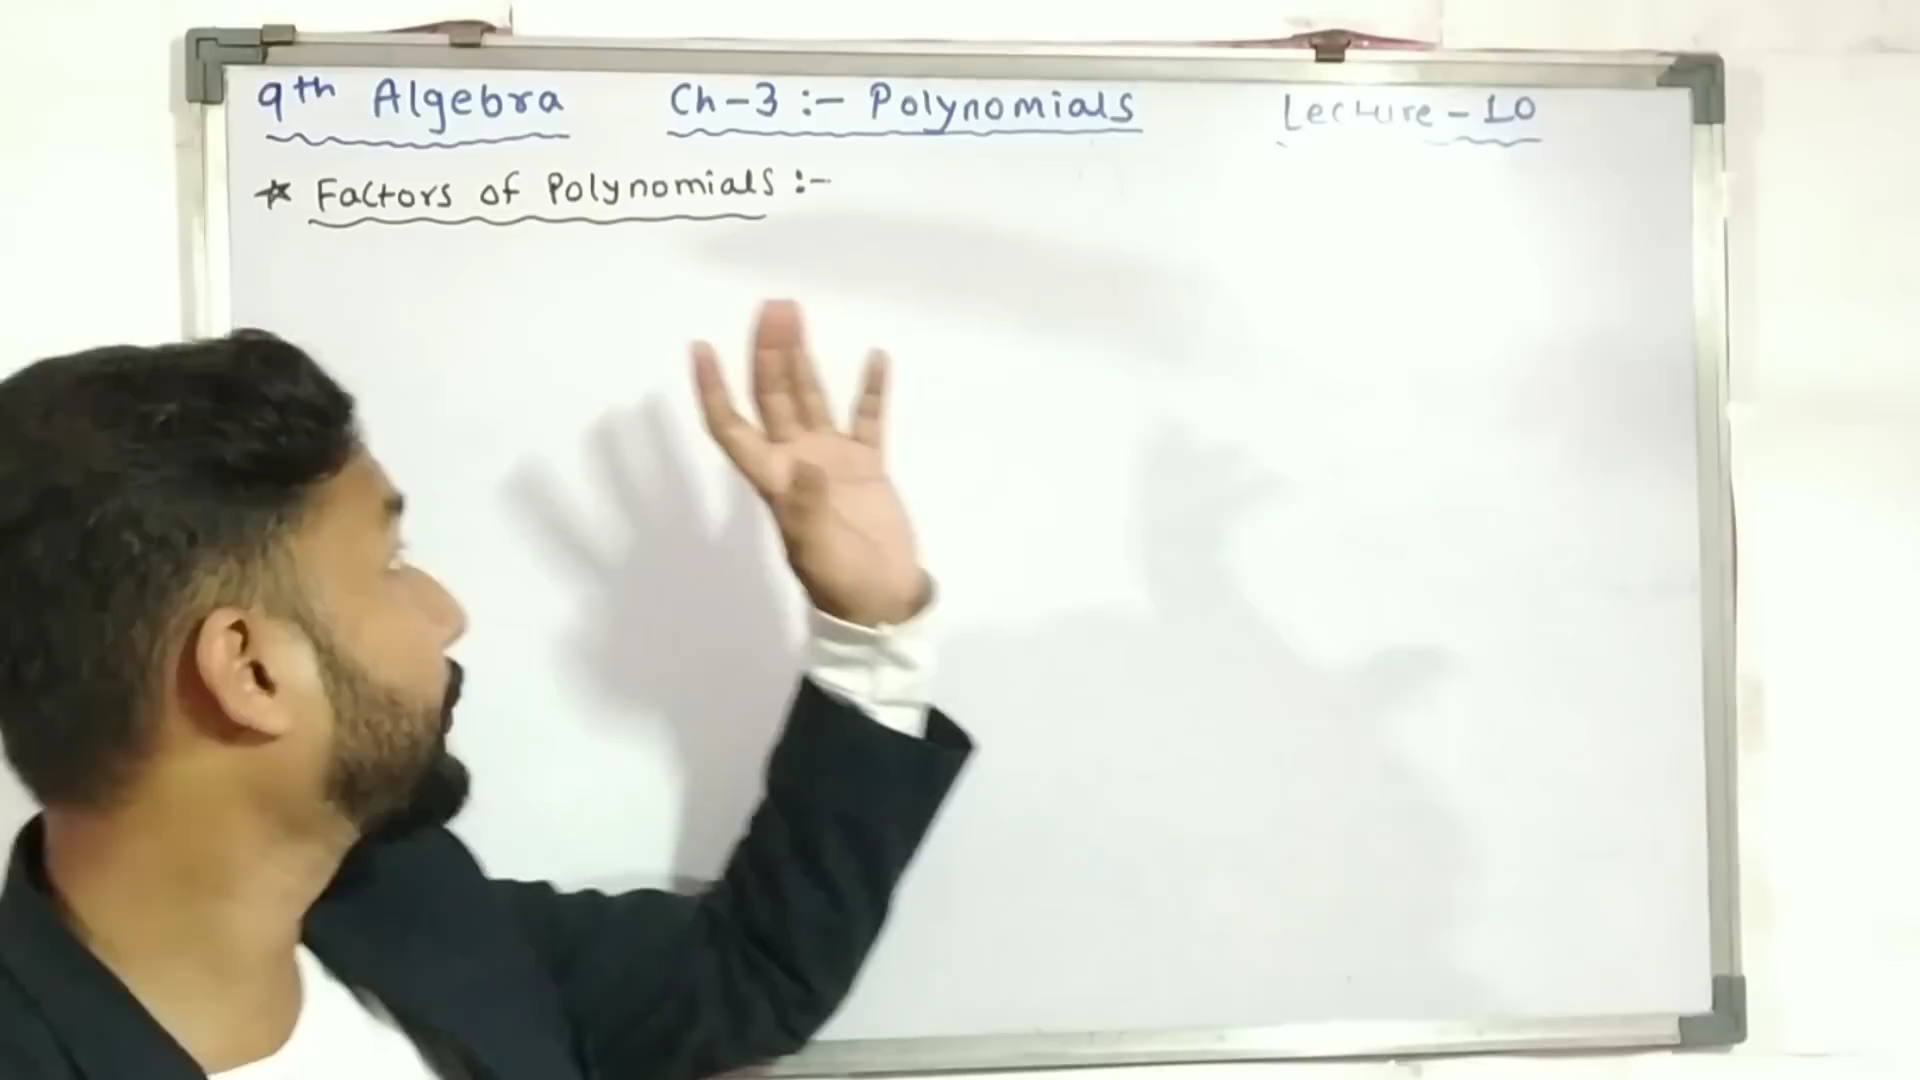 9th Algebra Ch-3 :- Polynomials Lecture - 10
* Factors of Polynomials :-